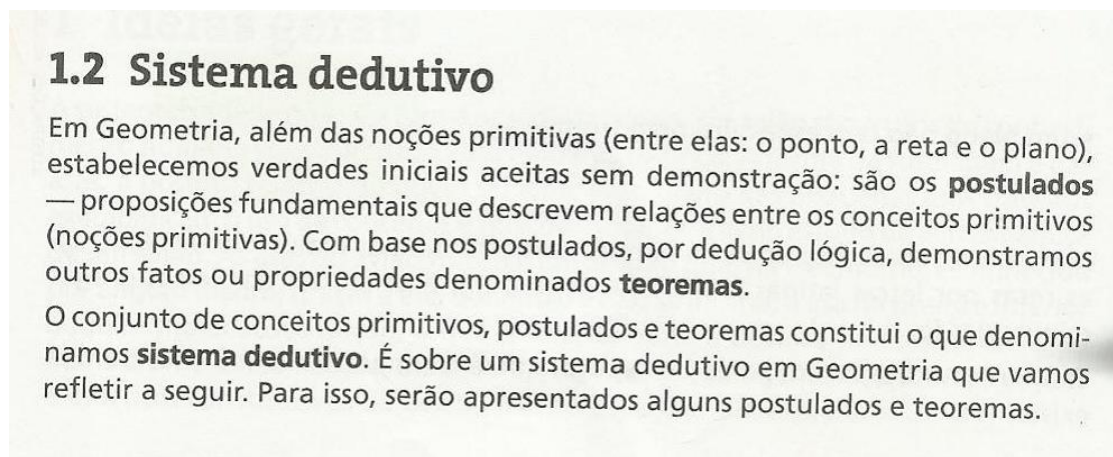 1.2 Sistema dedutivo
Em Geometria, além das noções primitivas (entre elas: o ponto, a reta e o plano),
estabelecemos verdades iniciais aceitas sem demonstração: são os postulados
— proposições fundamentais que descrevem relações entre os conceitos primitivos
(noções primitivas). Com base nos postulados, por dedução lógica, demonstramos
outros fatos ou propriedades denominados teoremas.
O conjunto de conceitos primitivos, postulados e teoremas constitui o que denomi-
namos sistema dedutivo. É sobre um sistema dedutivo em Geometria que vamos
refletir a seguir. Para isso, serão apresentados alguns postulados e teoremas.